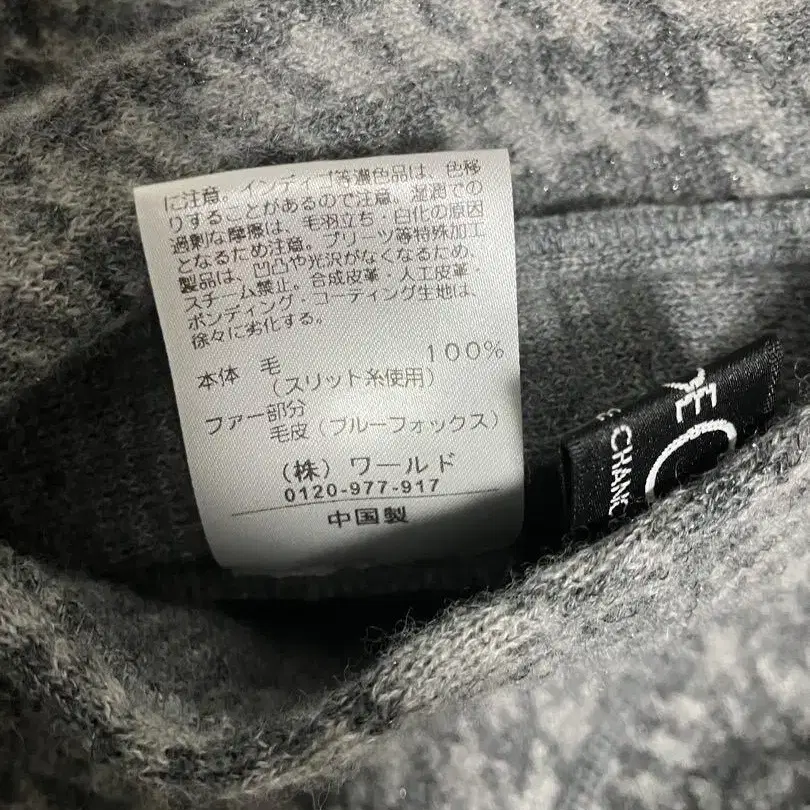 に注意。インディゴ等濃色品は、色移
りすることがあるので注意。湿潤での
過剰な摩擦は、毛羽立ち・白化の原因
となるため注意。プリーツ等特殊加工
製品は、凹凸や光沢がなくなるため、
スチーム禁止。合成皮革・人工皮革・
ボンディング・コーティング生地は、
徐々に劣化する。
本体 毛 100%
（スリット糸使用）
ファー部分
毛皮（ブルーフォックス）
（株）ワールド
0120-977-917
中国製